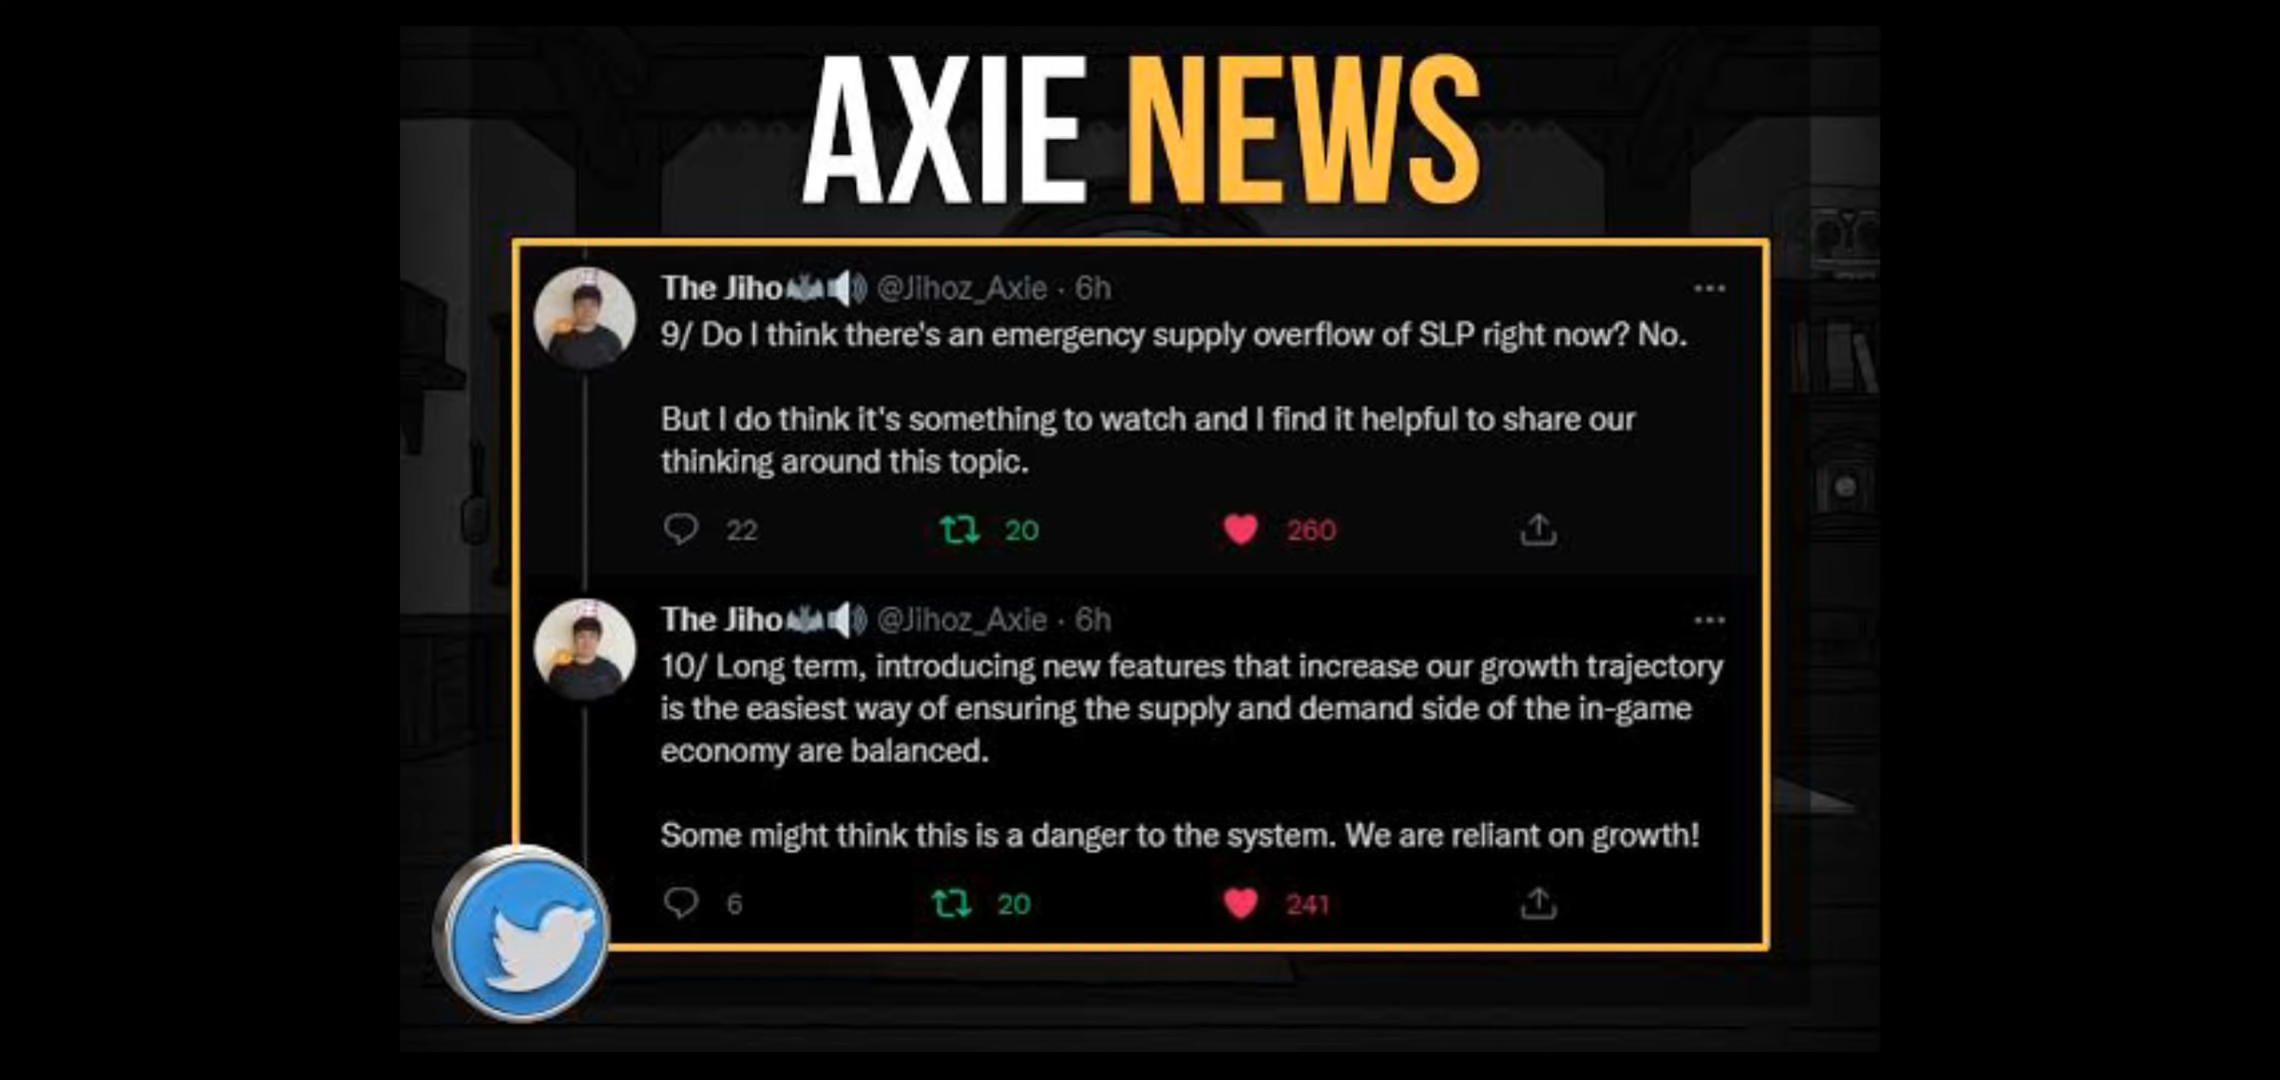 AXIE NEWS
The Jiho @Jihoz_Axie · 6h
9/ Do I think there's an emergency supply overflow of SLP right now? No.
But I do think it's something to watch and I find it helpful to share our
thinking around this topic.
22 20 260
The Jiho @Jihoz_Axie · 6h
10/ Long term, introducing new features that increase our growth trajectory
is the easiest way of ensuring the supply and demand side of the in-game
economy are balanced.
Some might think this is a danger to the system. We are reliant on growth!
6 20 241